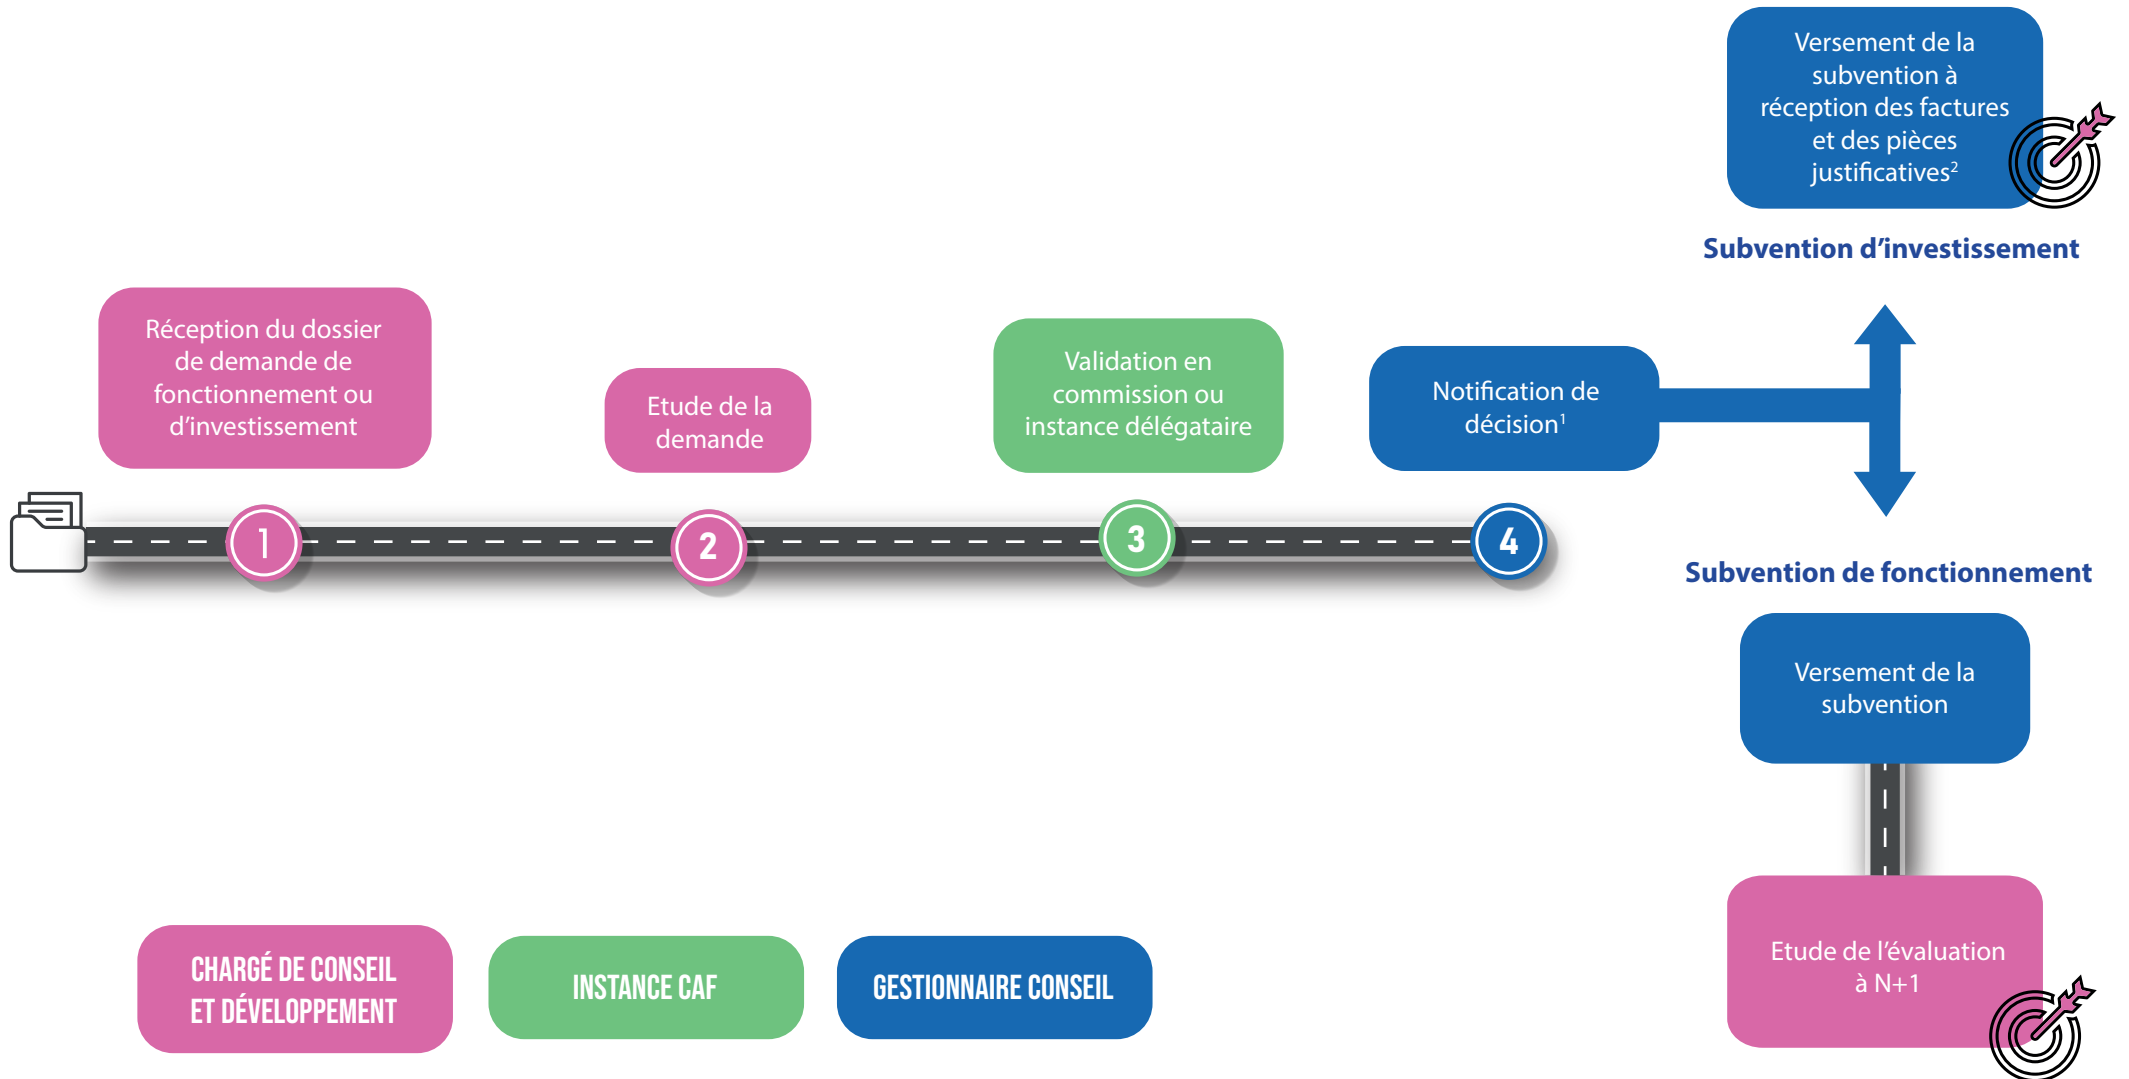 Réception du dossier
de demande de
fonctionnement ou
d'investissement
1
Etude de la
demande
2
Validation en
commission ou
instance délégataire
3
Notification de
décision¹
4
Versement de la
subvention à
réception des factures
et des pièces
justificatives²
Subvention d'investissement
Subvention de fonctionnement
Versement de la
subvention
Etude de l'évaluation
à N+1
CHARGÉ DE CONSEIL
ET DÉVELOPPEMENT
INSTANCE CAF
GESTIONNAIRE CONSEIL